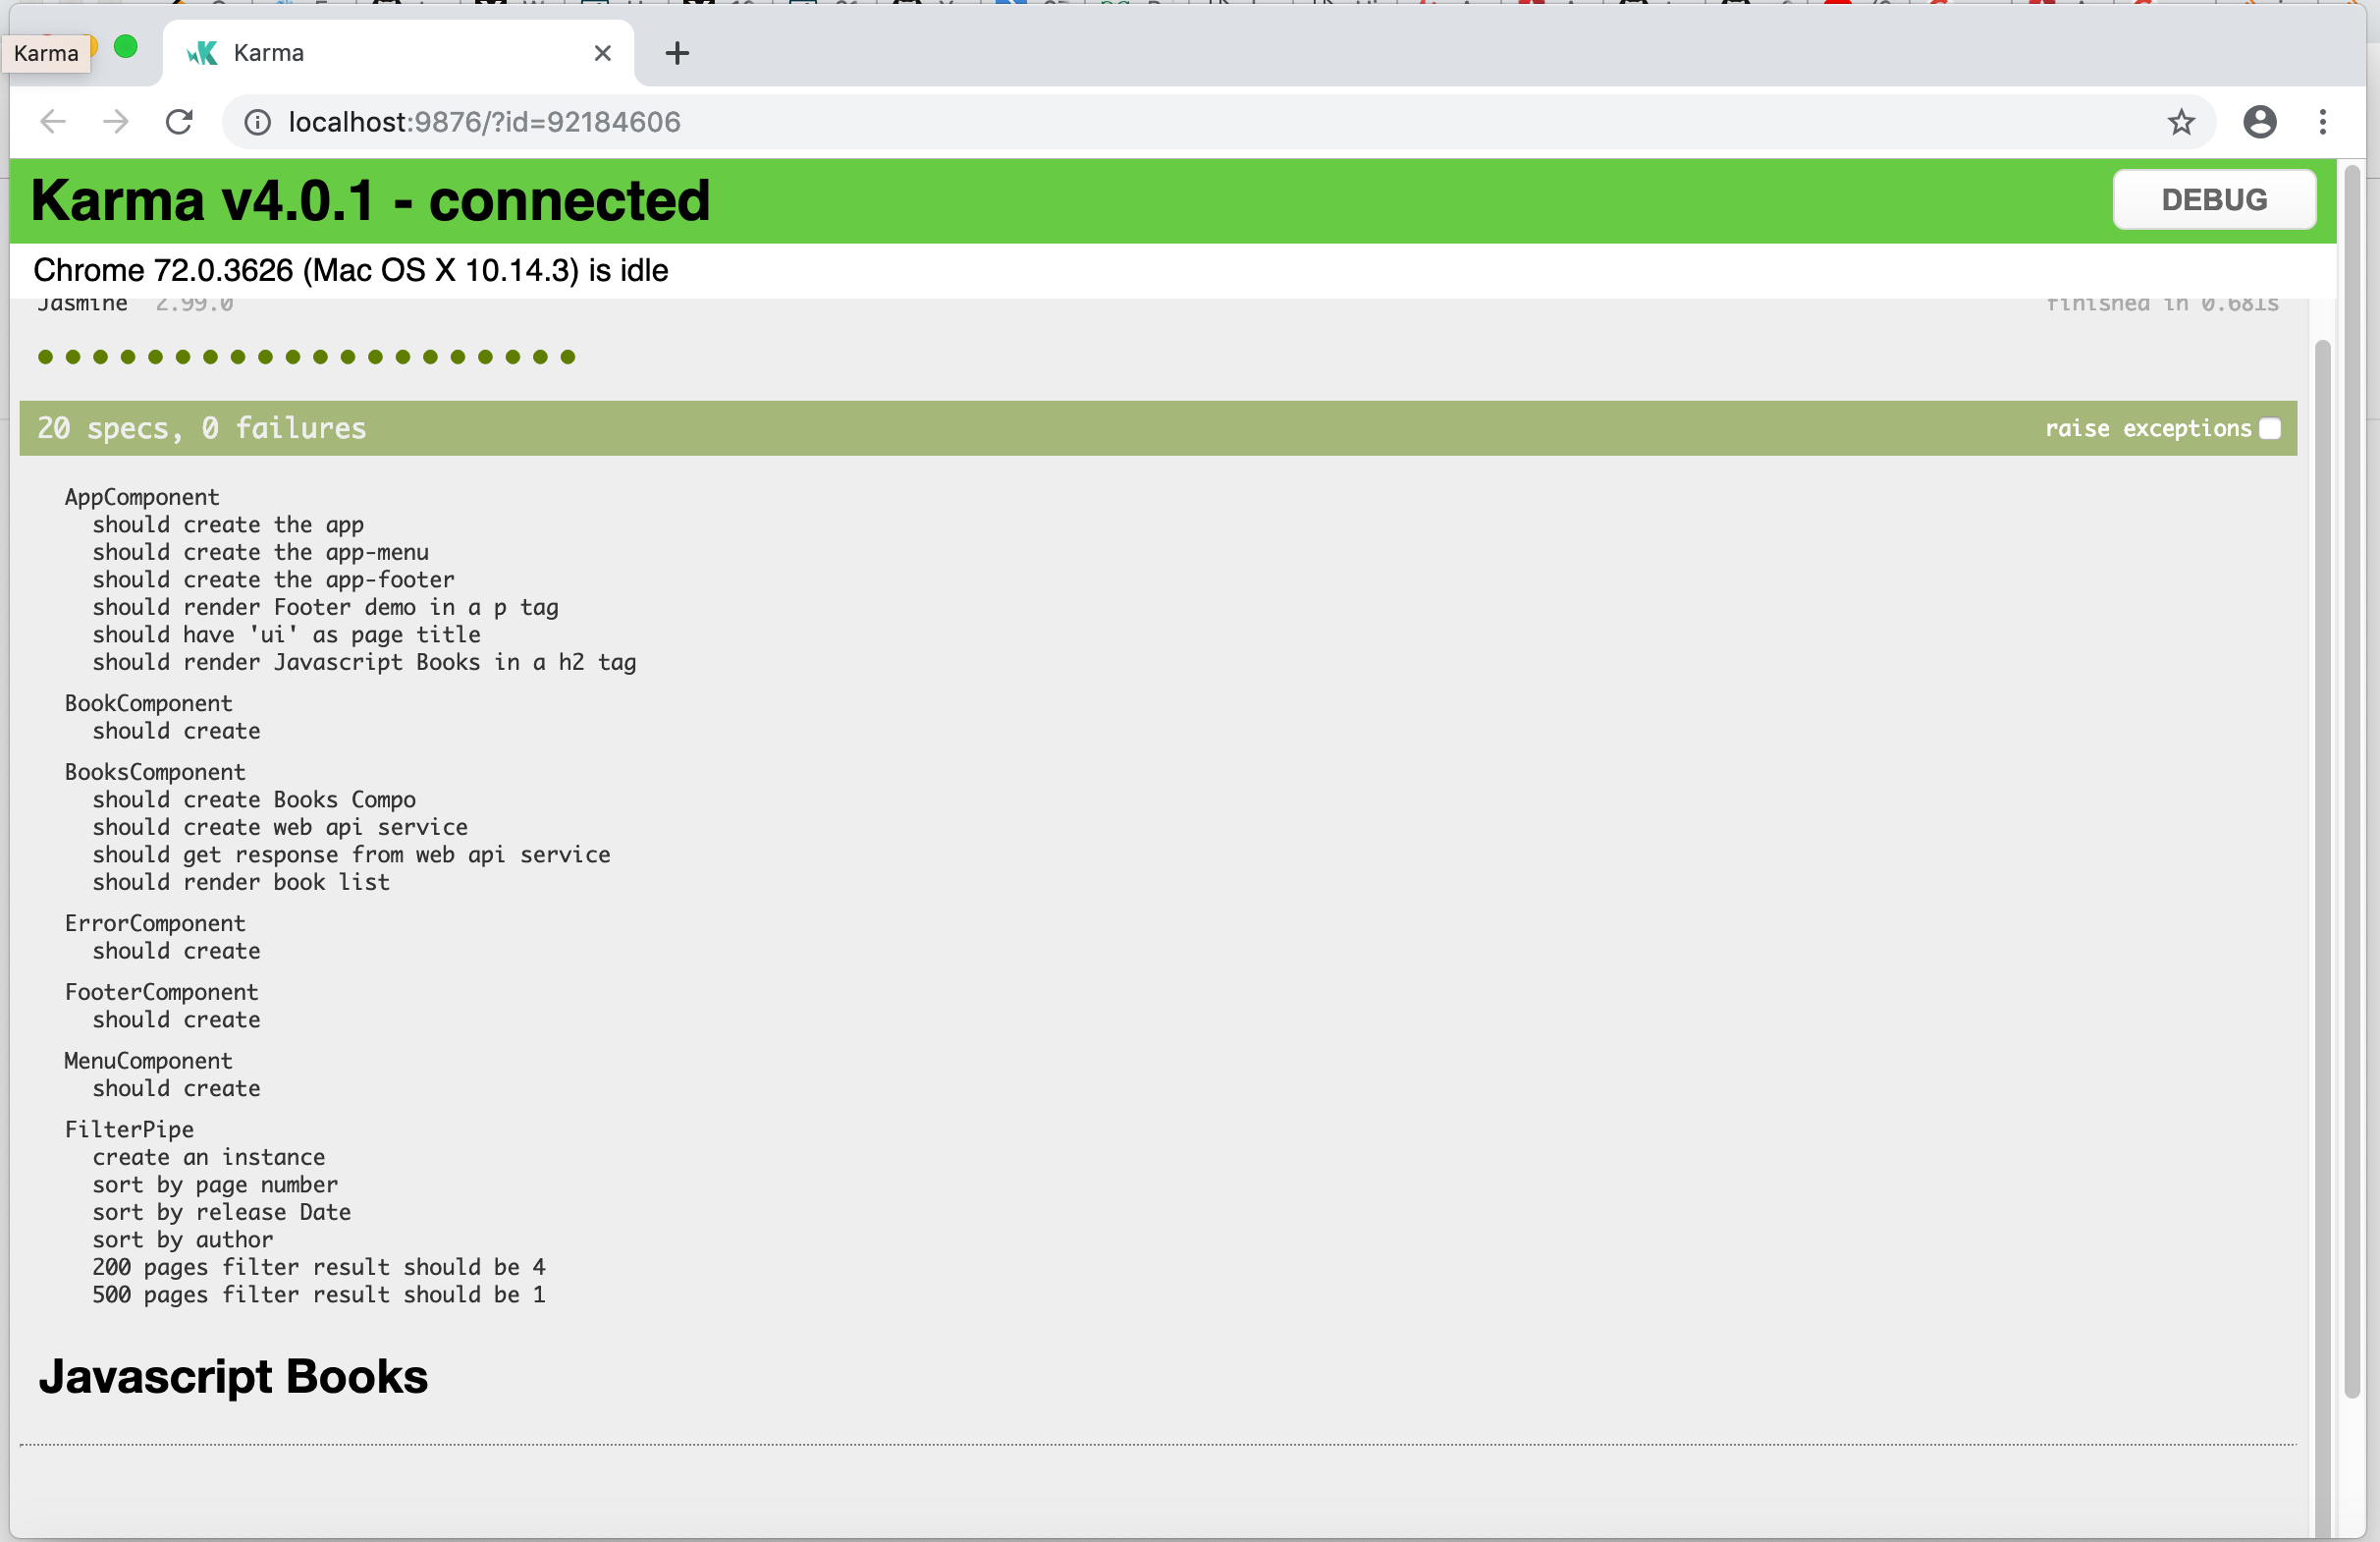 Karma
Karma
localhost:9876/?id=92184606
Karma v4.0.1 - connected
DEBUG
Chrome 72.0.3626 (Mac OS X 10.14.3) is idle
Jasmine 2.99.0
finished in 0.681s
20 specs, 0 failures
raise exceptions
AppComponent
should create the app
should create the app-menu
should create the app-footer
should render Footer demo in a p tag
should have 'ui' as page title
should render Javascript Books in a h2 tag
BookComponent
should create
BooksComponent
should create Books Compo
should create web api service
should get response from web api service
should render book list
ErrorComponent
should create
FooterComponent
should create
MenuComponent
should create
FilterPipe
create an instance
sort by page number
sort by release Date
sort by author
200 pages filter result should be 4
500 pages filter result should be 1
Javascript Books